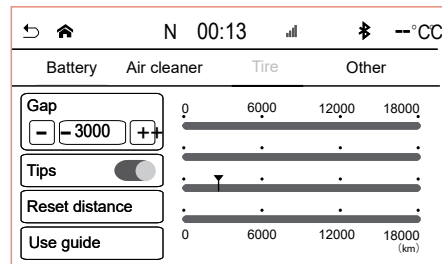 N 00:13 --°CC
Battery Air cleaner Tire Other
Gap
- - 3000 ++
Tips
Reset distance
Use guide
0 6000 12000 18000
0 6000 12000 18000
(km)